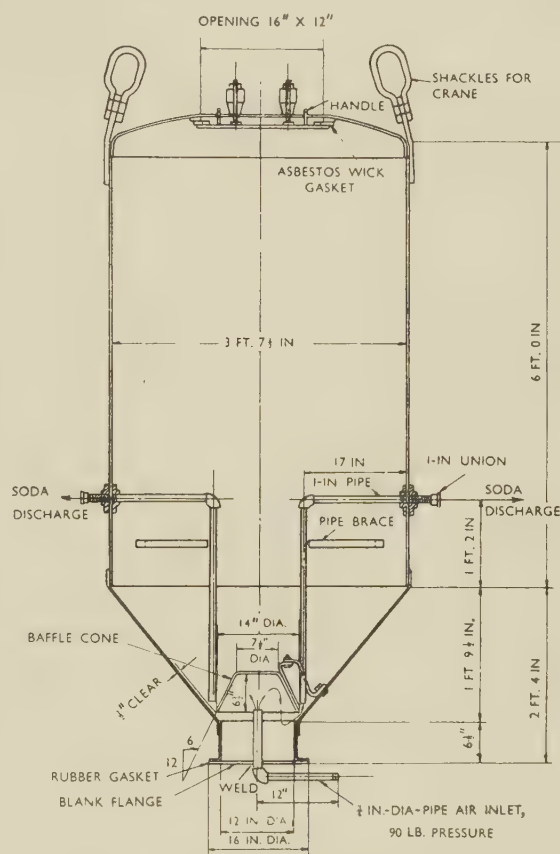 OPENING 16" X 12"
SHACKLES FOR
CRANE
HANDLE
ASBESTOS WICK
GASKET
3 FT. 7½ IN
6 FT. 0 IN
17 IN
1-IN PIPE
1-IN UNION
SODA
DISCHARGE
SODA
DISCHARGE
PIPE BRACE
1 FT. 2 IN
14" DIA.
7½"
DIA
BAFFLE CONE
6½"
CLEAR
1 FT 9½ IN.
2 FT. 4 IN
6½"
6
12
RUBBER GASKET
BLANK FLANGE
WELD
12"
IN.-DIA-PIPE AIR INLET,
90 LB. PRESSURE
12 IN. DIA
16 IN. DIA.